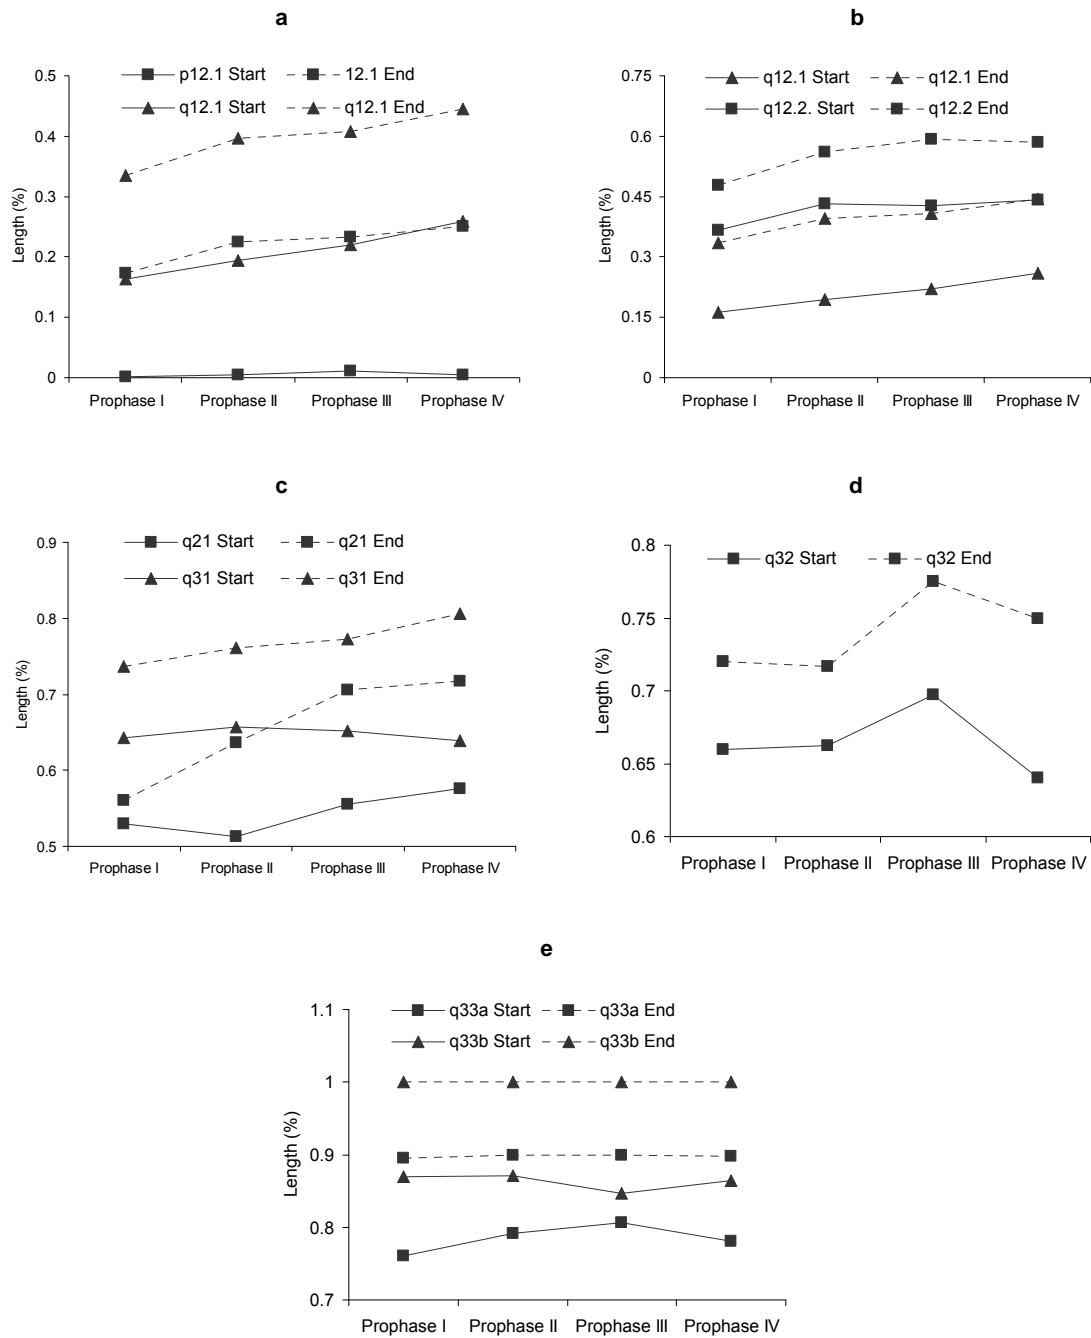 a
p12.1 Start 12.1 End
q12.1 Start q12.1 End
Length (%)
0.5
0.4
0.3
0.2
0.1
0
Prophase I Prophase II Prophase III Prophase IV
b
q12.1 Start q12.1 End
q12.2. Start q12.2 End
Length (%)
0.75
0.6
0.45
0.3
0.15
0
Prophase I Prophase II Prophase III Prophase IV
c
q21 Start q21 End
q31 Start q31 End
Length (%)
0.9
0.8
0.7
0.6
0.5
Prophase I Prophase II Prophase III Prophase IV
d
q32 Start q32 End
Length (%)
0.8
0.75
0.7
0.65
0.6
Prophase I Prophase II Prophase III Prophase IV
e
q33a Start q33a End
q33b Start q33b End
Length (%)
1.1
1
0.9
0.8
0.7
Prophase I Prophase II Prophase III Prophase IV